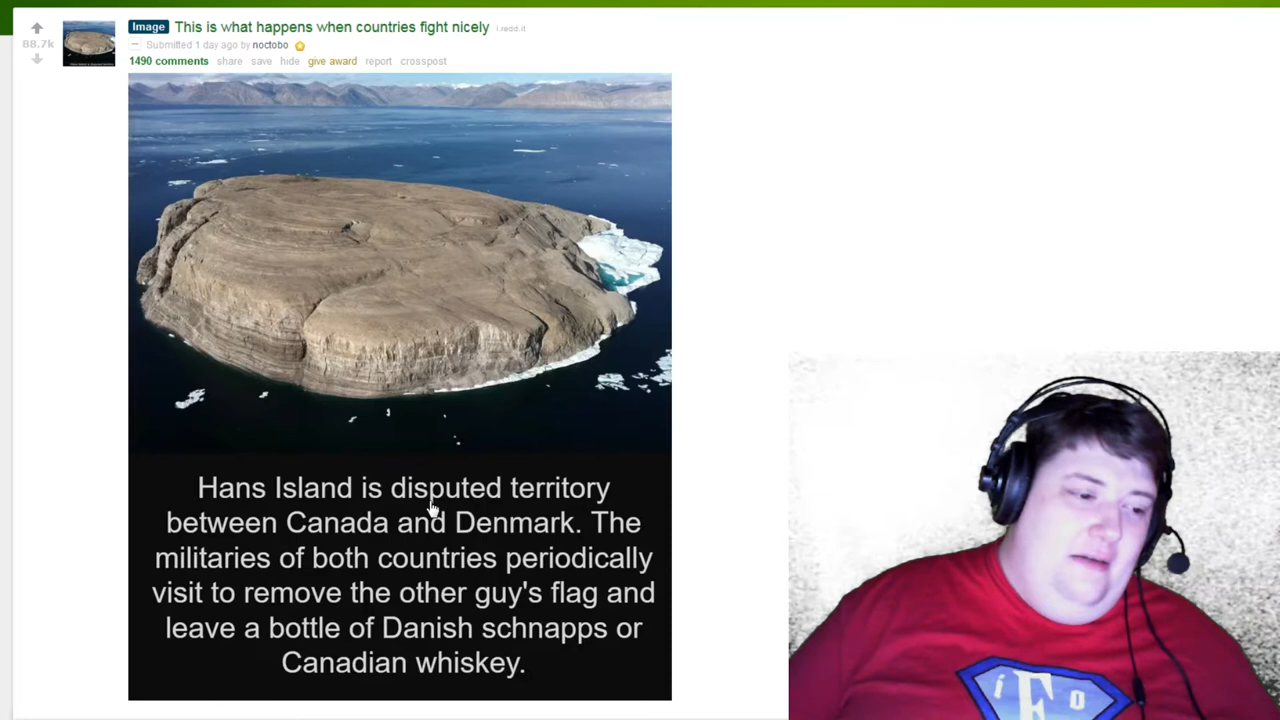 Image This is what happens when countries fight nicely i.redd.it
88.7k
Submitted 1 day ago by noctobo
1490 comments share save hide give award report crosspost
Hans Island is disputed territory
between Canada and Denmark. The
militaries of both countries periodically
visit to remove the other guy's flag and
leave a bottle of Danish schnapps or
Canadian whiskey.
i F O